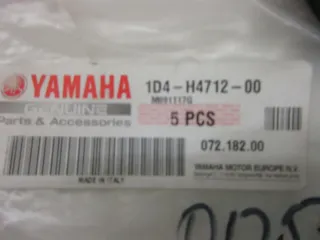 YAMAHA
GENUINE
Parts & Accessories
1D4-H4712-00
5 PCS
072.182.00
YAMAHA MOTOR EUROPE N.V.
MADE IN ITALY